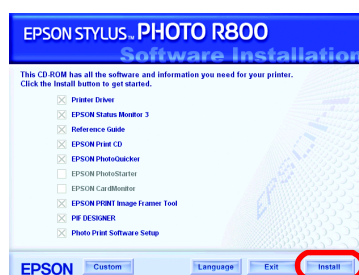 EPSON STYLUS™ PHOTO R800
Software Installation
This CD-ROM has all the software and information you need for your printer.
Click the Install button to get started.
Printer Driver
EPSON Status Monitor 3
Reference Guide
EPSON Print CD
EPSON PhotoQuicker
EPSON PhotoStarter
EPSON CardMonitor
EPSON PRINT Image Framer Tool
PIF DESIGNER
Photo Print Software Setup
EPSON
EPSON Custom Language Exit Install